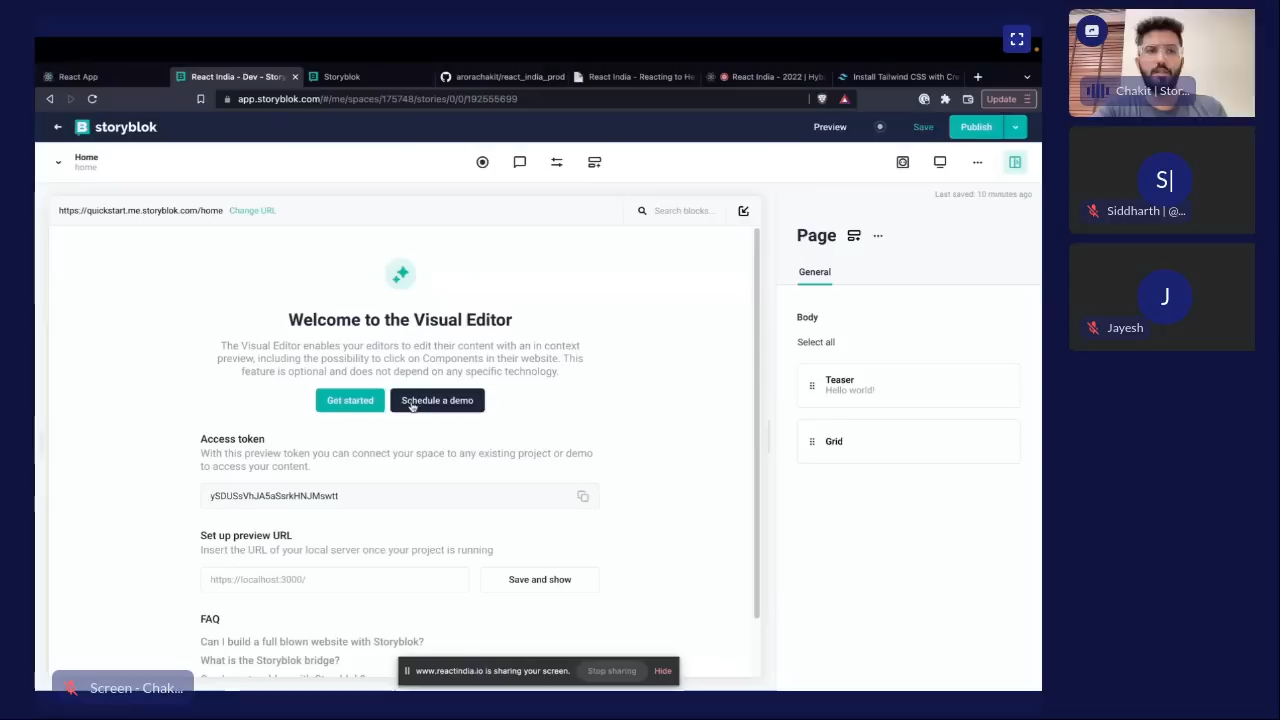 React App
React India - Dev - Story
Storyblok
arorachakit/react_india_prod
React India - Reacting to He
React India - 2022 | Hyb
Install Tailwind CSS with Cre
app.storyblok.com/#/me/spaces/175748/stories/0/0/192555699
Update
storyblok
Preview
Save
Publish
Home
home
Last saved: 10 minutes ago
https://quickstart.me.storyblok.com/home
Change URL
Search blocks...
Page
General
Body
Select all
Teaser
Hello world!
Grid
Welcome to the Visual Editor
The Visual Editor enables your editors to edit their content with an in context
preview, including the possibility to click on Components in their website. This
feature is optional and does not depend on any specific technology.
Get started
Schedule a demo
Access token
With this preview token you can connect your space to any existing project or demo
to access your content.
ySDUSsVhJA5aSsrkHNJMswtt
Set up preview URL
Insert the URL of your local server once your project is running
https://localhost:3000/
Save and show
FAQ
Can I build a full blown website with Storyblok?
What is the Storyblok bridge?
www.reactindia.io is sharing your screen.
Stop sharing
Hide
Screen - Chak...
Chakit | Stor...
S|
Siddharth | @...
J
Jayesh